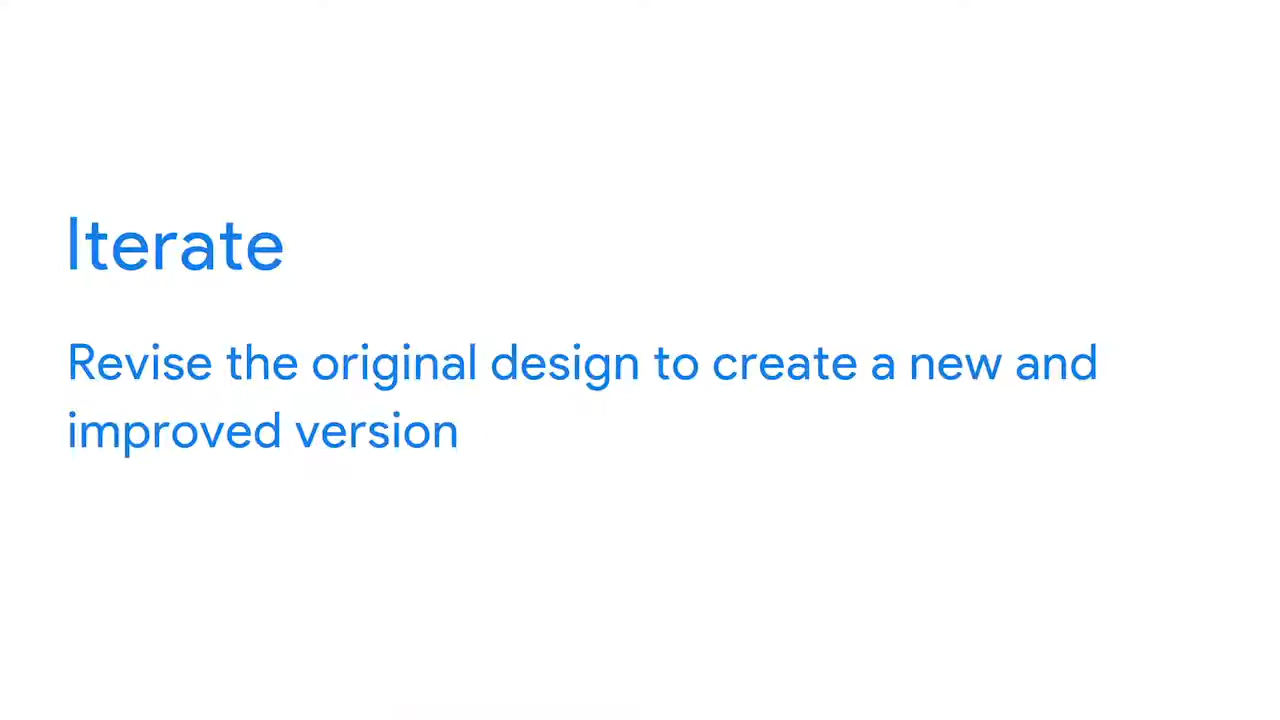 Iterate
Revise the original design to create a new and
improved version